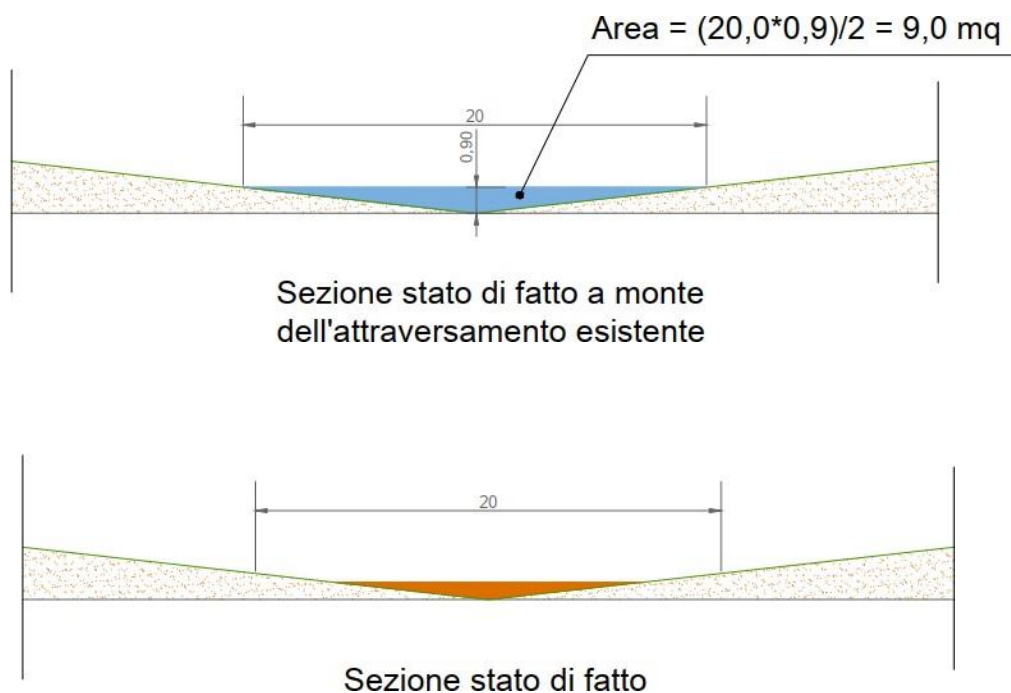 Area = (20,0*0,9)/2 = 9,0 mq
20
0,90
Sezione stato di fatto a monte
dell'attraversamento esistente
20
Sezione stato di fatto